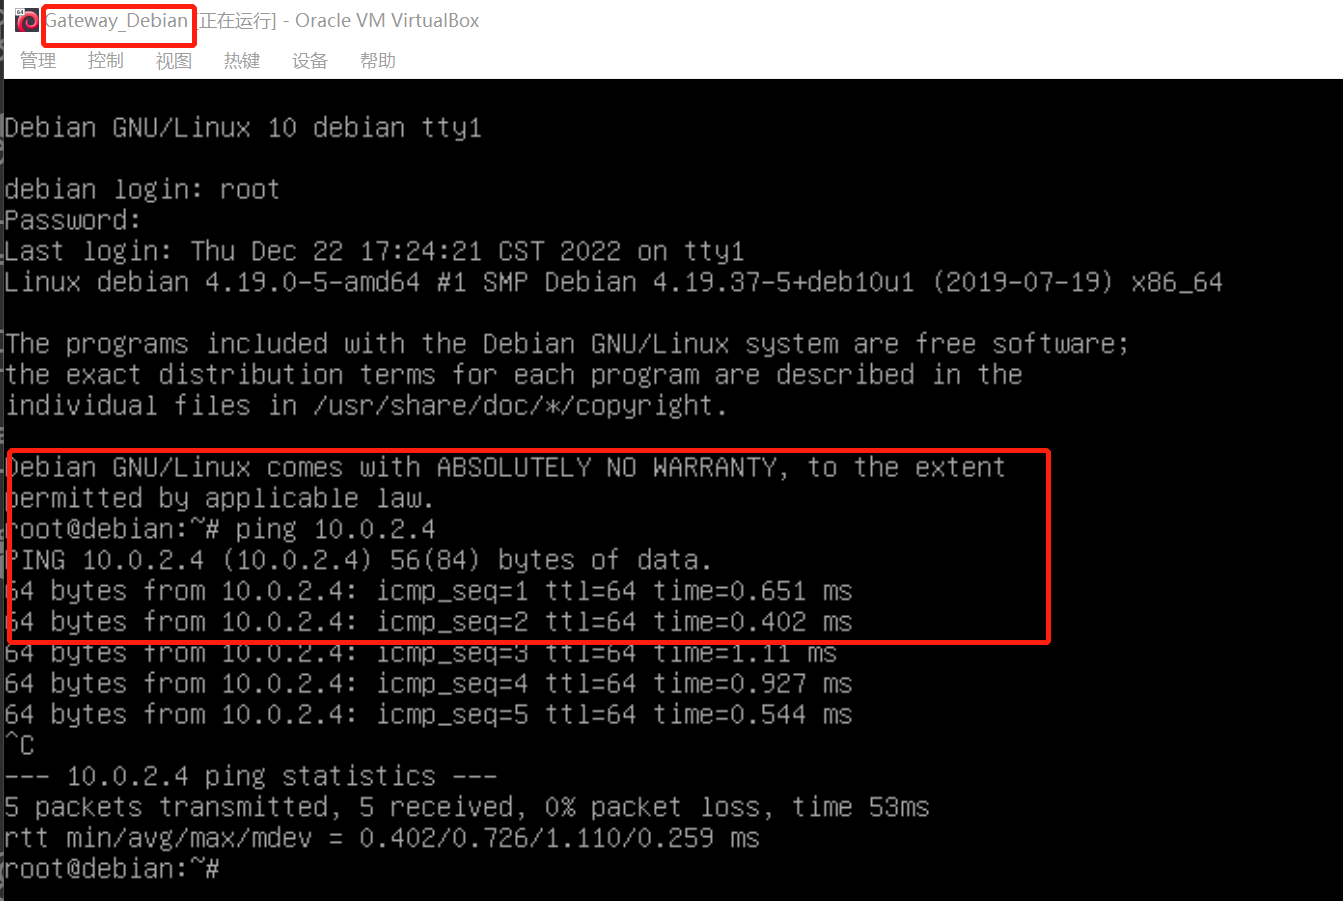 64
Gateway_Debian [正在运行] - Oracle VM VirtualBox
管理 控制 视图 热键 设备 帮助
Debian GNU/Linux 10 debian tty1
debian login: root
Password:
Last login: Thu Dec 22 17:24:21 CST 2022 on tty1
Linux debian 4.19.0-5-amd64 #1 SMP Debian 4.19.37-5+deb10u1 (2019-07-19) x86_64
The programs included with the Debian GNU/Linux system are free software;
the exact distribution terms for each program are described in the
individual files in /usr/share/doc/*/copyright.
Debian GNU/Linux comes with ABSOLUTELY NO WARRANTY, to the extent
permitted by applicable law.
root@debian:~# ping 10.0.2.4
PING 10.0.2.4 (10.0.2.4) 56(84) bytes of data.
64 bytes from 10.0.2.4: icmp_seq=1 ttl=64 time=0.651 ms
64 bytes from 10.0.2.4: icmp_seq=2 ttl=64 time=0.402 ms
64 bytes from 10.0.2.4: icmp_seq=3 ttl=64 time=1.11 ms
64 bytes from 10.0.2.4: icmp_seq=4 ttl=64 time=0.927 ms
64 bytes from 10.0.2.4: icmp_seq=5 ttl=64 time=0.544 ms
^C
--- 10.0.2.4 ping statistics ---
5 packets transmitted, 5 received, 0% packet loss, time 53ms
rtt min/avg/max/mdev = 0.402/0.726/1.110/0.259 ms
root@debian:~#